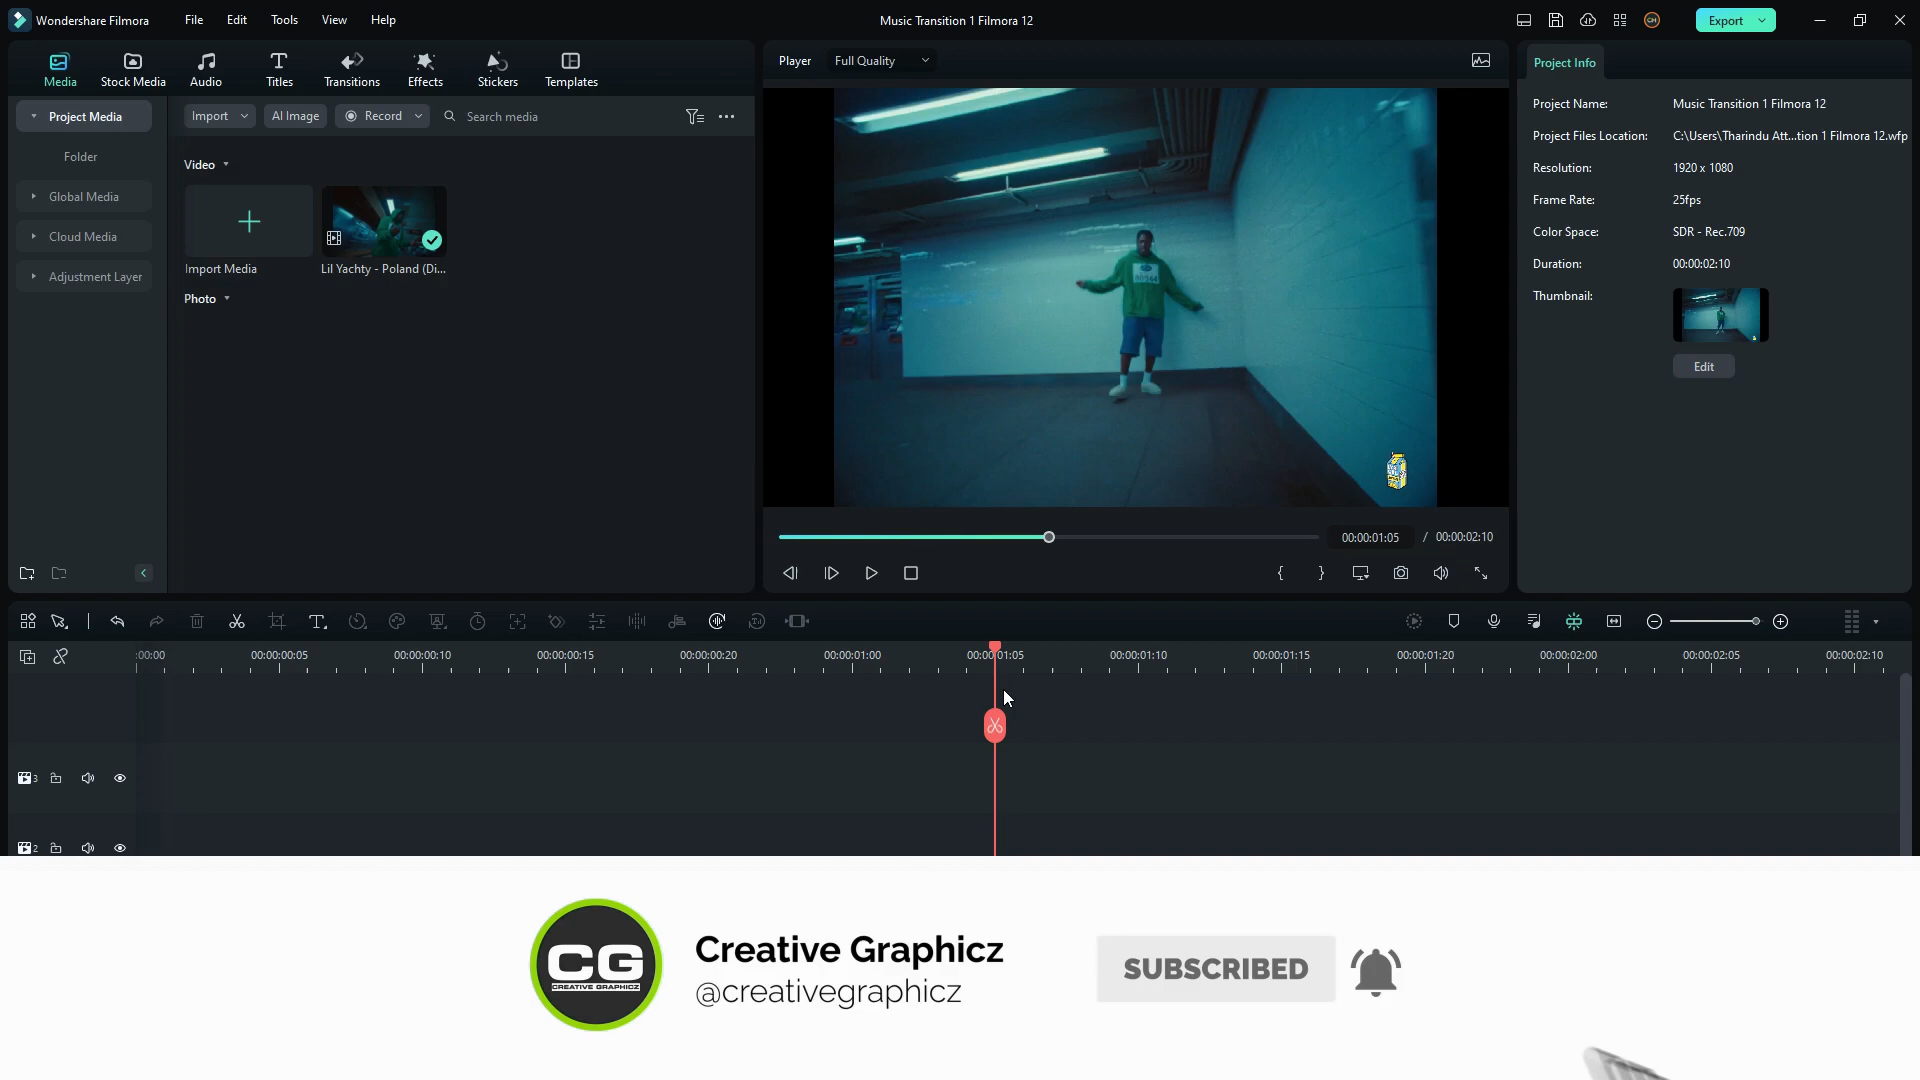 Wondershare Filmora File Edit Tools View Help Music Transition 1 Filmora 12 Export
Media Stock Media Audio Titles Transitions Effects Stickers Templates
Player Full Quality
Project Info
Project Media
Import AI Image Record Search media
Folder
Global Media
Cloud Media
Adjustment Layer
Video
Import Media Lil Yachty - Poland (Di...
Photo
Project Name: Music Transition 1 Filmora 12
Project Files Location: C:\Users\Tharindu Att...tion 1 Filmora 12.wfp
Resolution: 1920 x 1080
Frame Rate: 25fps
Color Space: SDR - Rec.709
Duration: 00:00:02:10
Thumbnail:
Edit
00:00:01:05 / 00:00:02:10
:00:00 00:00:00:05 00:00:00:10 00:00:00:15 00:00:00:20 00:00:01:00 00:00:01:05 00:00:01:10 00:00:01:15 00:00:01:20 00:00:02:00 00:00:02:05 00:00:02:10
3
2
CG
CREATIVE GRAPHICZ
Creative Graphicz
@creativegraphicz
SUBSCRIBED